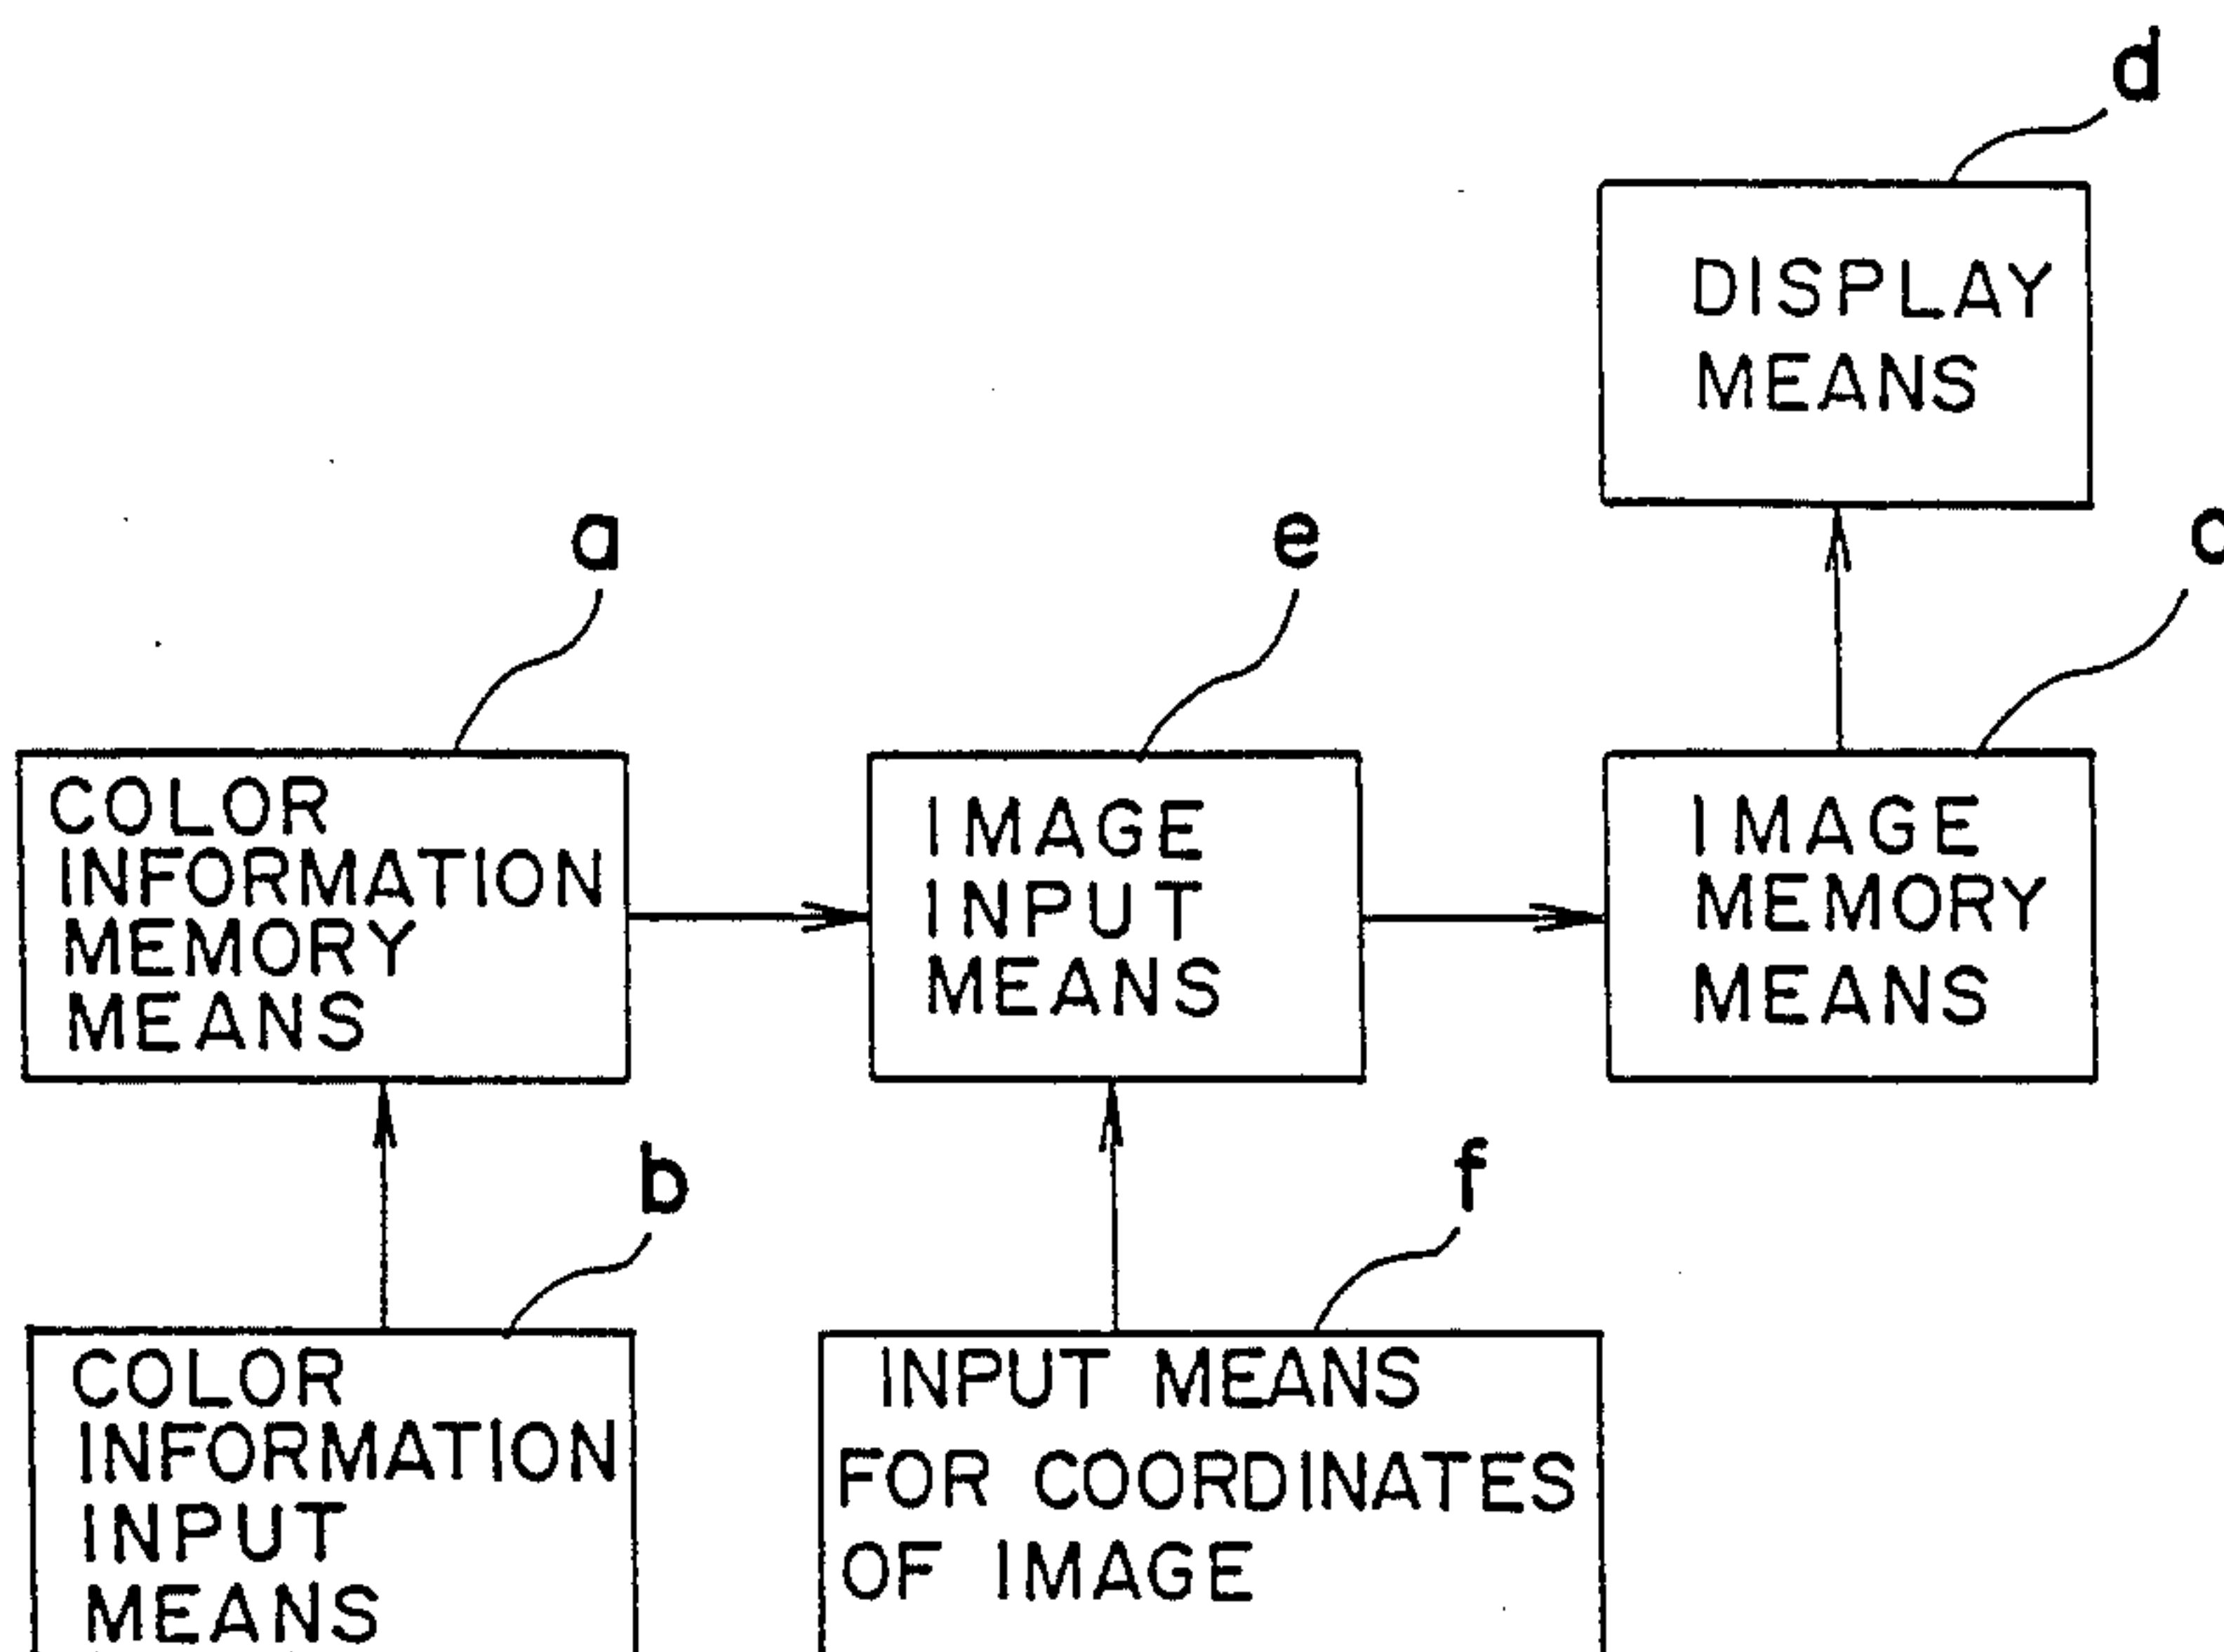 d
DISPLAY
MEANS
a
e
COLOR
INFORMATION
MEMORY
MEANS
IMAGE
INPUT
MEANS
IMAGE
MEMORY
MEANS
b
f
COLOR
INFORMATION
INPUT
MEANS
INPUT MEANS
FOR COORDINATES
OF IMAGE